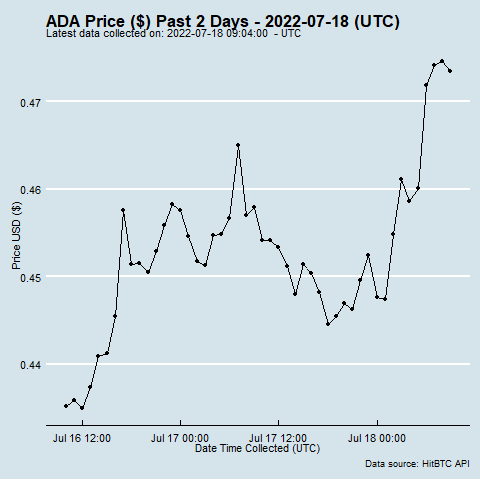 ADA Price ($) Past 2 Days - 2022-07-18 (UTC)
Latest data collected on: 2022-07-18 09:04:00 - UTC
0.47
0.46
0.45
0.44
Price USD ($)
Jul 16 12:00 Jul 17 00:00 Jul 17 12:00 Jul 18 00:00
Date Time Collected (UTC)
Data source: HitBTC API